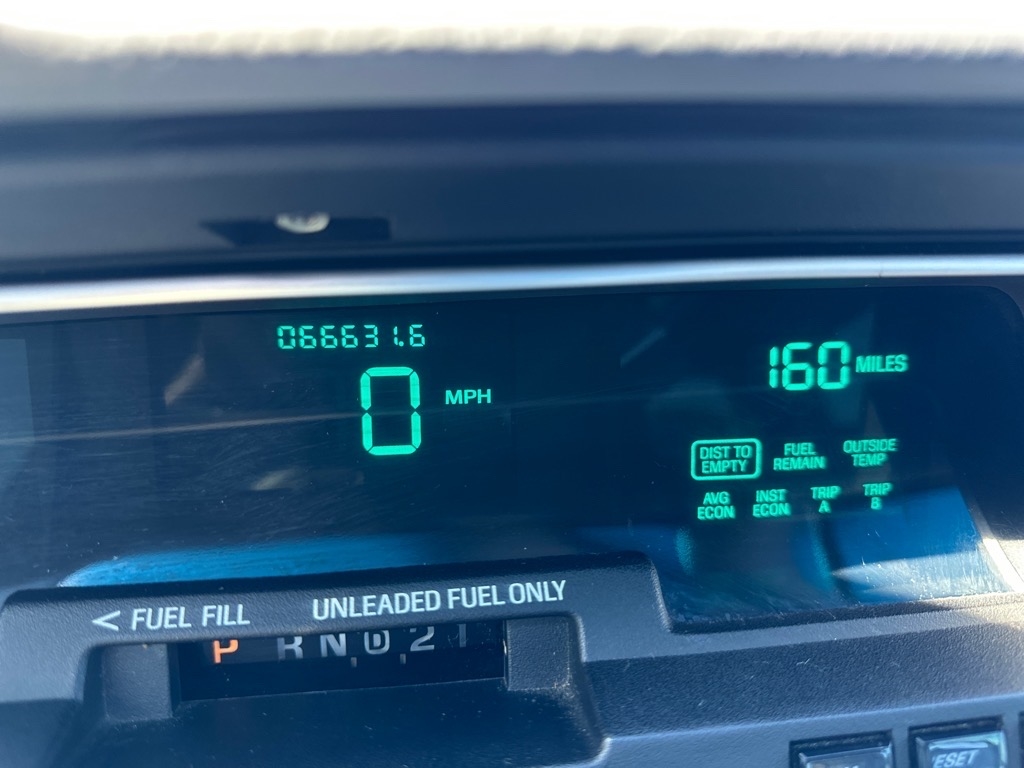 066631.6
0 MPH
160 MILES
DIST TO EMPTY
FUEL REMAIN
OUTSIDE TEMP
AVG ECON
INST ECON
TRIP A
TRIP B
< FUEL FILL
UNLEADED FUEL ONLY
P R N D 2 1
RESET